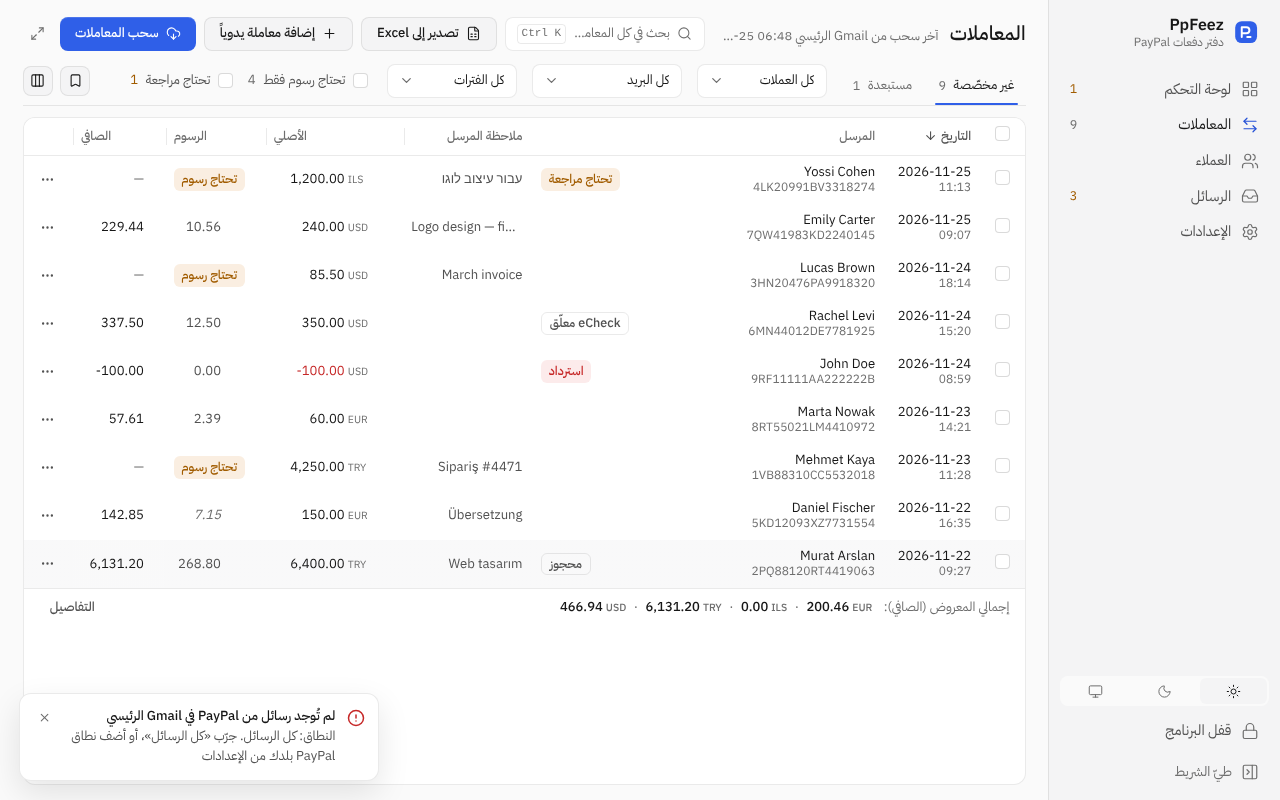 PpFeez
دفتر دفعات PayPal
لوحة التحكم 1
المعاملات 9
العملاء
الرسائل 3
الإعدادات
قفل البرنامج
طيّ الشريط
المعاملات آخر سحب من Gmail الرئيسي 06:48 25-... بحث في كل المعامـ... Ctrl K تصدير إلى Excel إضافة معاملة يدوياً سحب المعاملات
غير مخصّصة 9 مستبعدة 1 كل العملات كل البريد كل الفترات تحتاج رسوم فقط 4 تحتاج مراجعة 1
التاريخ المرسل ملاحظة المرسل الأصلي الرسوم الصافي
2026-11-25 Yossi Cohen تحتاج مراجعة עבור עיצוב לוגו 1,200.00 ILS تحتاج رسوم —
11:13 4LK20991BV3318274
2026-11-25 Emily Carter Logo design — fi... 240.00 USD 10.56 229.44
09:07 7QW41983KD2240145
2026-11-24 Lucas Brown March invoice 85.50 USD تحتاج رسوم —
18:14 3HN20476PA9918320
2026-11-24 Rachel Levi eCheck معلّق 350.00 USD 12.50 337.50
15:20 6MN44012DE7781925
2026-11-24 John Doe استرداد -100.00 USD 0.00 -100.00
08:59 9RF11111AA222222B
2026-11-23 Marta Nowak 60.00 EUR 2.39 57.61
14:21 8RT55021LM4410972
2026-11-23 Mehmet Kaya Sipariş #4471 4,250.00 TRY تحتاج رسوم —
11:28 1VB88310CC5532018
2026-11-22 Daniel Fischer Übersetzung 150.00 EUR 7.15 142.85
16:35 5KD12093XZ7731554
2026-11-22 Murat Arslan محجوز Web tasarım 6,400.00 TRY 268.80 6,131.20
09:27 2PQ88120RT4419063
إجمالي المعروض (الصافي): 200.46 EUR · 0.00 ILS · 6,131.20 TRY · 466.94 USD التفاصيل
لم تُوجد رسائل من PayPal في Gmail الرئيسي
النطاق: كل الرسائل. جرّب «كل الرسائل»، أو أضف نطاق
PayPal بلدك من الإعدادات